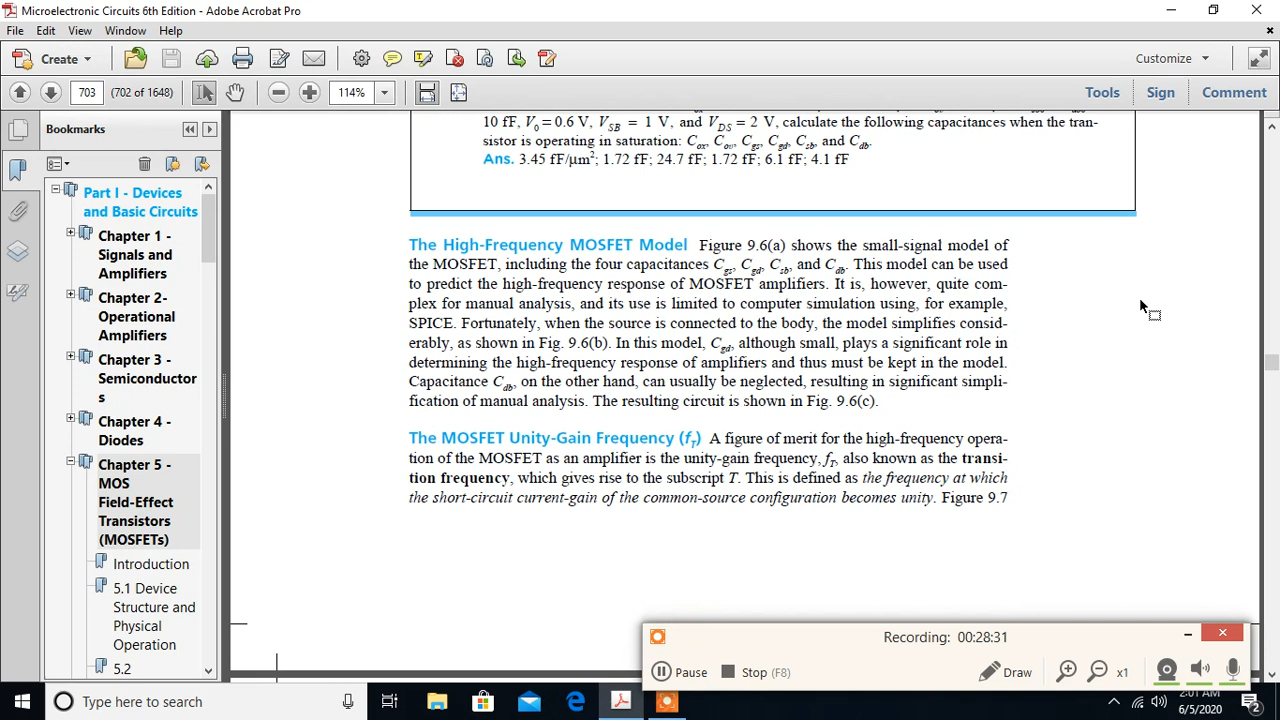 Microelectronic Circuits 6th Edition - Adobe Acrobat Pro
File Edit View Window Help
Create
Customize
703 (702 of 1648)
114%
Tools Sign Comment
Bookmarks
Part I - Devices
and Basic Circuits
Chapter 1 -
Signals and
Amplifiers
Chapter 2-
Operational
Amplifiers
Chapter 3 -
Semiconductor
s
Chapter 4 -
Diodes
Chapter 5 -
MOS
Field-Effect
Transistors
(MOSFETs)
Introduction
5.1 Device
Structure and
Physical
Operation
5.2
10 fF, V0 = 0.6 V, VSB = 1 V, and VDS = 2 V, calculate the following capacitances when the tran-
sistor is operating in saturation: Cox, Cov, Cgs, Cgd, Csb, and Cdb.
Ans. 3.45 fF/μm2; 1.72 fF; 24.7 fF; 1.72 fF; 6.1 fF; 4.1 fF
The High-Frequency MOSFET Model Figure 9.6(a) shows the small-signal model of
the MOSFET, including the four capacitances Cgs, Cgd, Csb, and Cdb. This model can be used
to predict the high-frequency response of MOSFET amplifiers. It is, however, quite com-
plex for manual analysis, and its use is limited to computer simulation using, for example,
SPICE. Fortunately, when the source is connected to the body, the model simplifies consid-
erably, as shown in Fig. 9.6(b). In this model, Cgd, although small, plays a significant role in
determining the high-frequency response of amplifiers and thus must be kept in the model.
Capacitance Cdb, on the other hand, can usually be neglected, resulting in significant simpli-
fication of manual analysis. The resulting circuit is shown in Fig. 9.6(c).
The MOSFET Unity-Gain Frequency (fT) A figure of merit for the high-frequency opera-
tion of the MOSFET as an amplifier is the unity-gain frequency, fT, also known as the transi-
tion frequency, which gives rise to the subscript T. This is defined as the frequency at which
the short-circuit current-gain of the common-source configuration becomes unity. Figure 9.7
Recording: 00:28:31
Pause Stop (F8) Draw x1
Type here to search
2:01 AM
6/5/2020
2